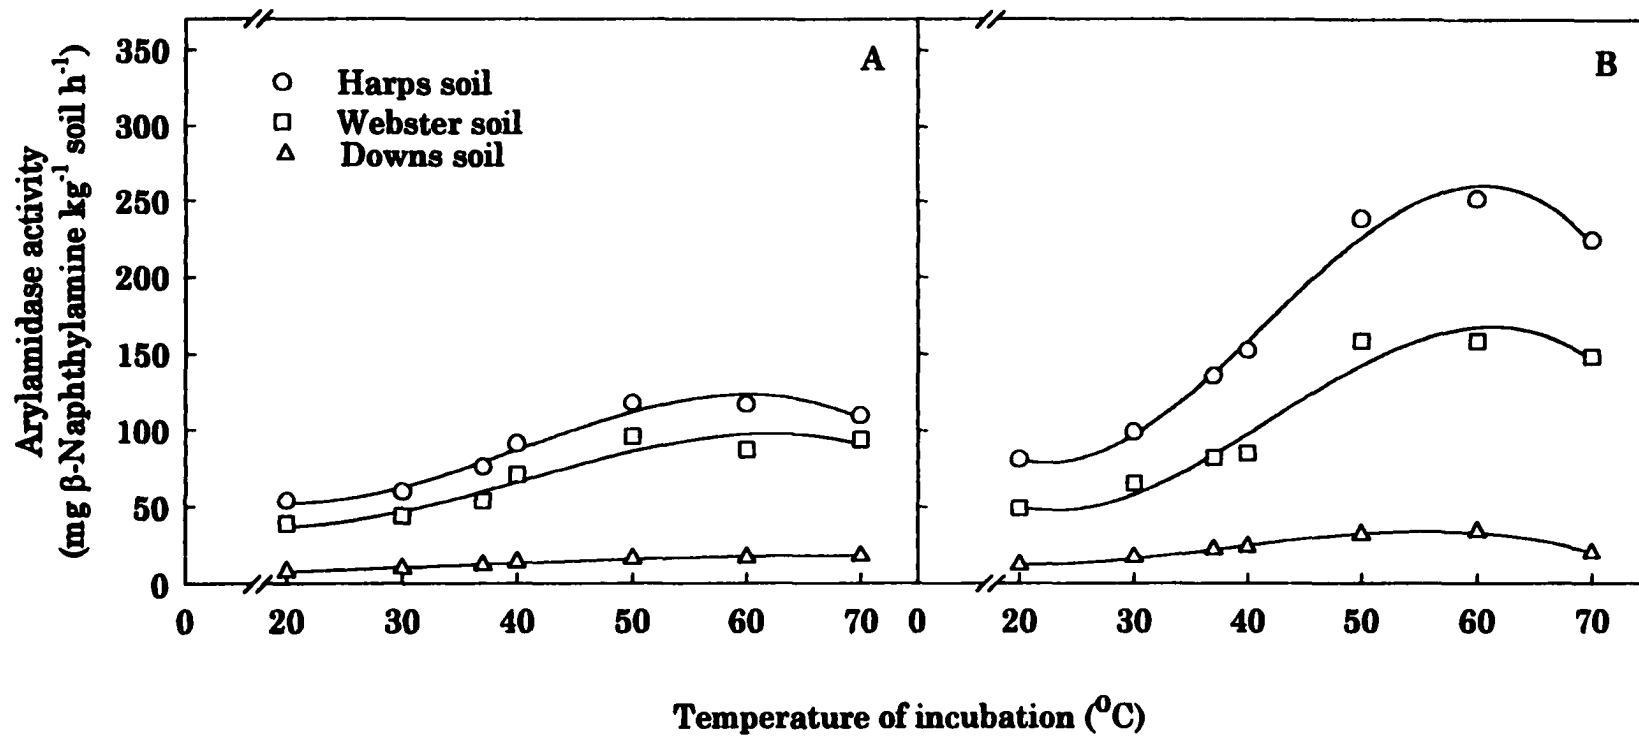 Arylamidase activity
(mg β-Naphthylamine kg⁻¹ soil h⁻¹)
350
300
250
200
150
100
50
0
Harps soil
Webster soil
Downs soil
A
B
0 20 30 40 50 60 70 0 20 30 40 50 60 70
Temperature of incubation (⁰C)